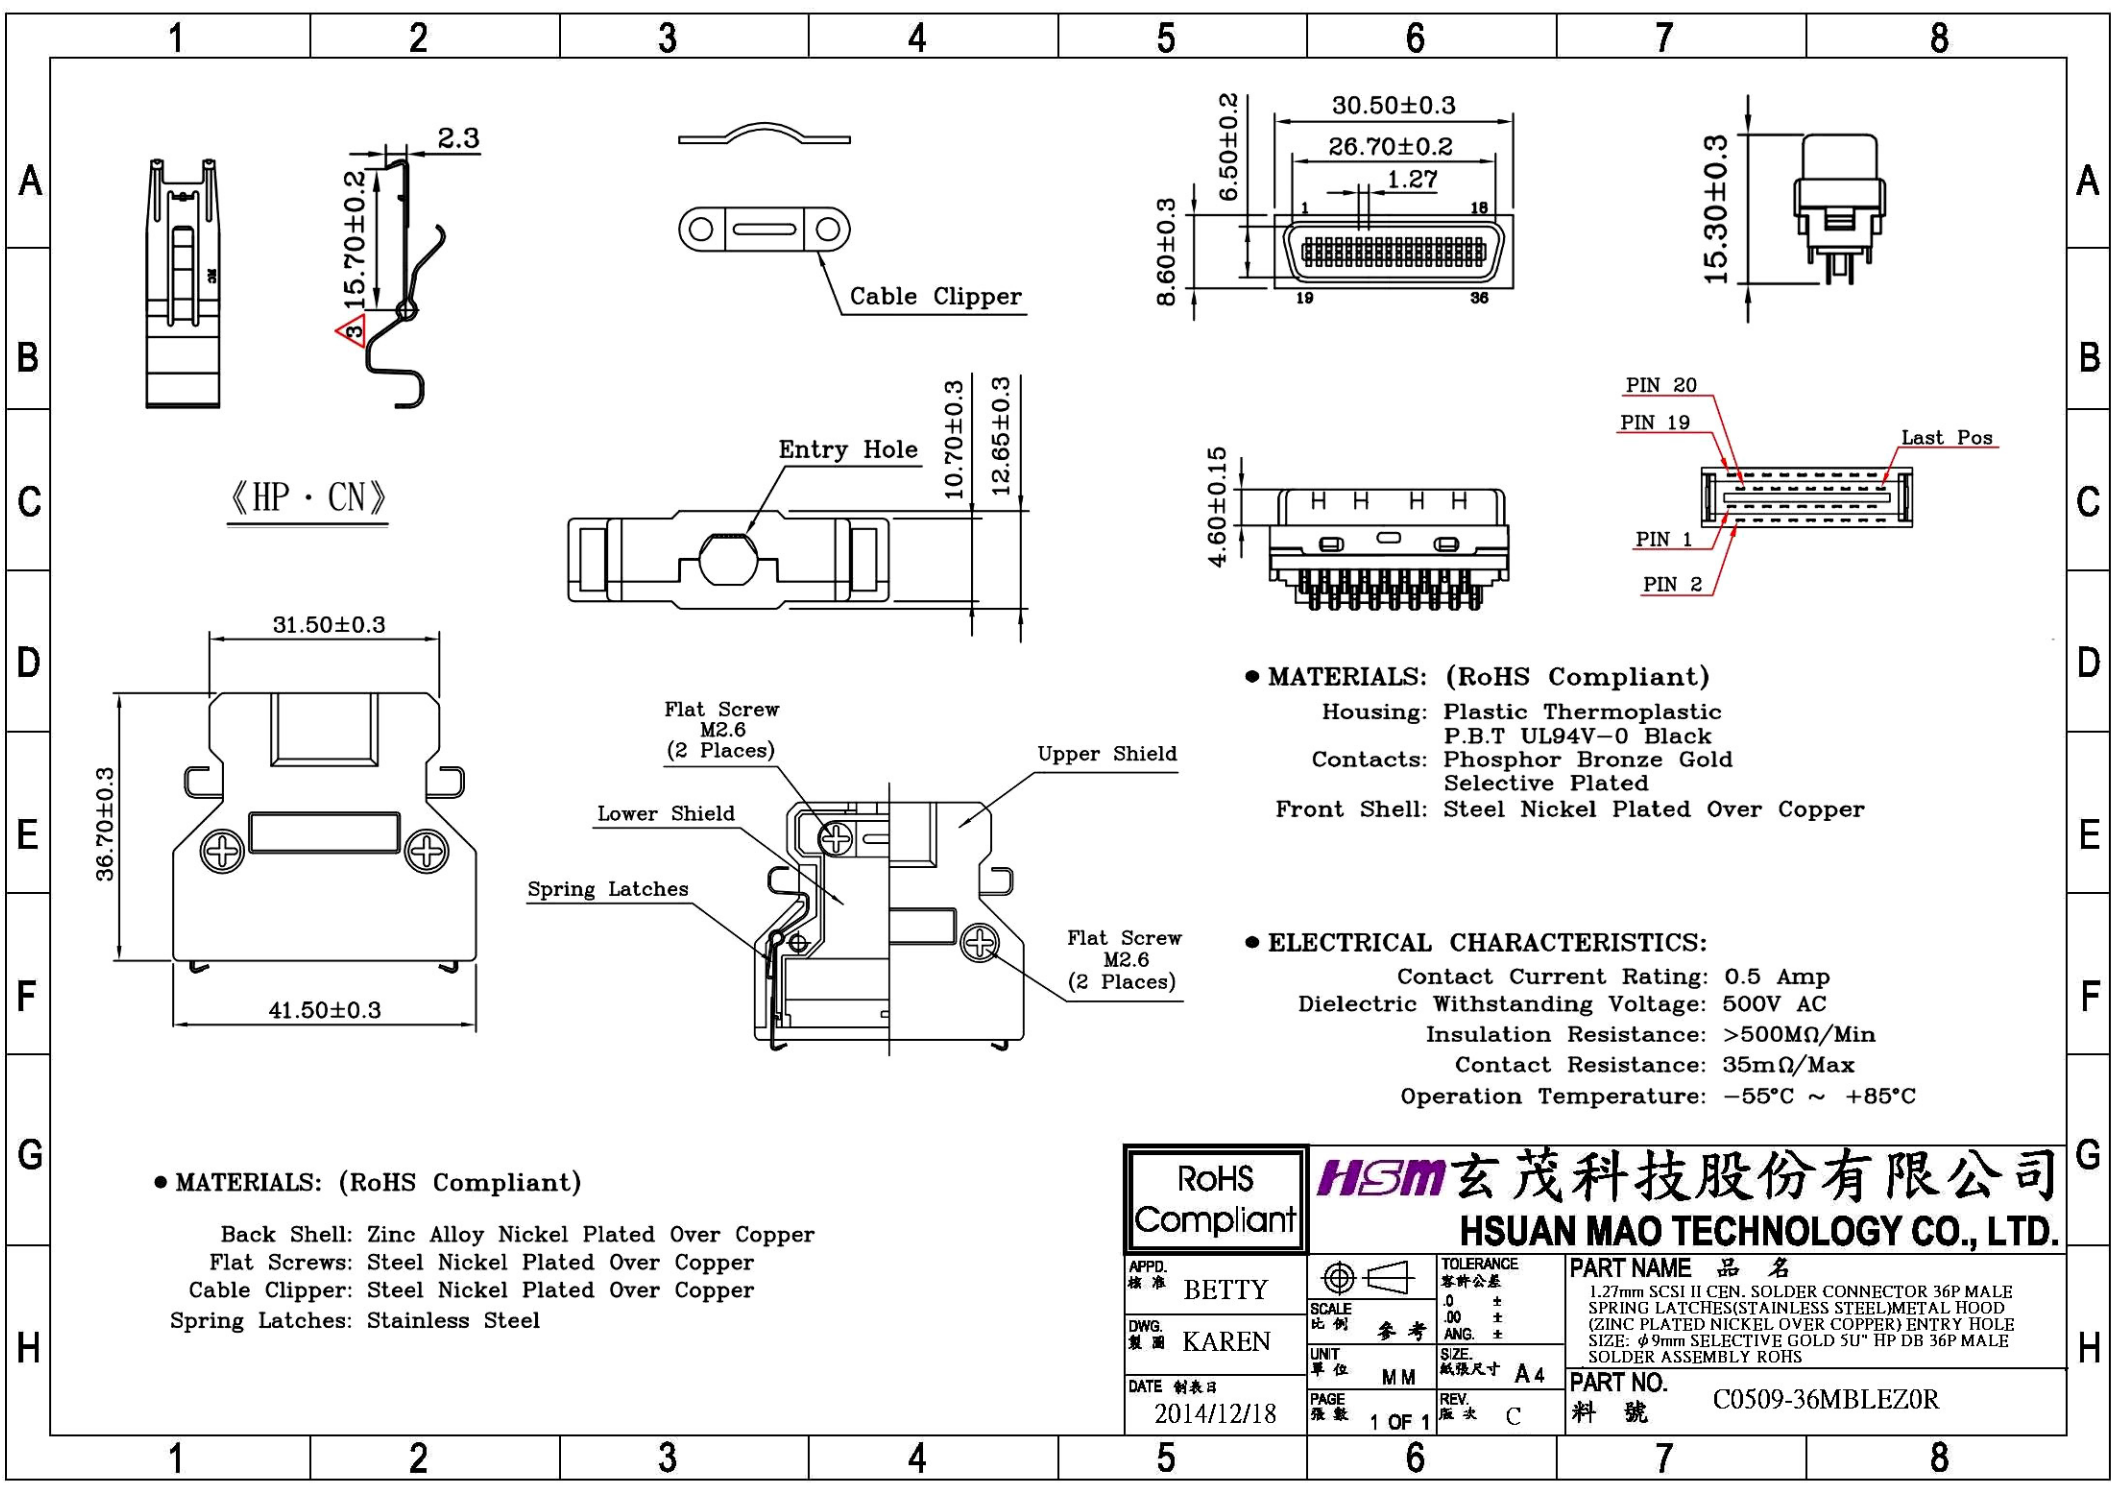 1 2 3 4 5 6 7 8
A A
B B
C C
D D
E E
F F
G G
H H
2.3
15.70±0.2
3
《HP・CN》
Cable Clipper
30.50±0.3
26.70±0.2
1.27
6.50±0.2
8.60±0.3
1 18
19 36
15.30±0.3
Entry Hole
10.70±0.3
12.65±0.3
4.60±0.15
H H H H
PIN 20
PIN 19
Last Pos
PIN 1
PIN 2
31.50±0.3
36.70±0.3
41.50±0.3
Flat Screw
M2.6
(2 Places)
Upper Shield
Lower Shield
Spring Latches
Flat Screw
M2.6
(2 Places)
● MATERIALS: (RoHS Compliant)
Housing: Plastic Thermoplastic
P.B.T UL94V-0 Black
Contacts: Phosphor Bronze Gold
Selective Plated
Front Shell: Steel Nickel Plated Over Copper
● ELECTRICAL CHARACTERISTICS:
Contact Current Rating: 0.5 Amp
Dielectric Withstanding Voltage: 500V AC
Insulation Resistance: >500MΩ/Min
Contact Resistance: 35mΩ/Max
Operation Temperature: -55°C ~ +85°C
● MATERIALS: (RoHS Compliant)
Back Shell: Zinc Alloy Nickel Plated Over Copper
Flat Screws: Steel Nickel Plated Over Copper
Cable Clipper: Steel Nickel Plated Over Copper
Spring Latches: Stainless Steel
RoHS
Compliant
HSM 玄茂科技股份有限公司
HSUAN MAO TECHNOLOGY CO., LTD.
APPD.
核准 BETTY
DWG.
製圖 KAREN
DATE 制表日
2014/12/18
SCALE
比例 參考
UNIT
單位 MM
PAGE
張數 1 OF 1
TOLERANCE
容許公差
.0 ±
.00 ±
ANG. ±
SIZE.
紙張尺寸 A4
REV.
版次 C
PART NAME 品名
1.27mm SCSI II CEN. SOLDER CONNECTOR 36P MALE
SPRING LATCHES(STAINLESS STEEL)METAL HOOD
(ZINC PLATED NICKEL OVER COPPER) ENTRY HOLE
SIZE: ϕ9mm SELECTIVE GOLD 5U" HP DB 36P MALE
SOLDER ASSEMBLY ROHS
PART NO.
料號 C0509-36MBLEZ0R
1 2 3 4 5 6 7 8